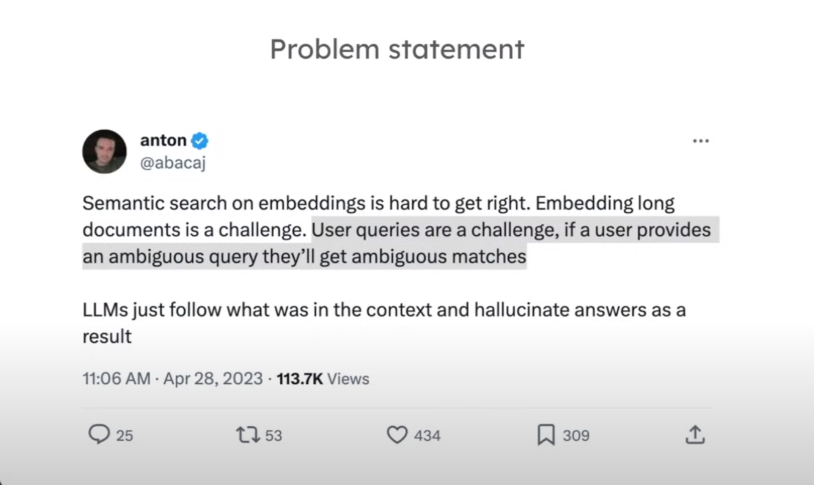 Problem statement
anton
@abacaj
Semantic search on embeddings is hard to get right. Embedding long
documents is a challenge. User queries are a challenge, if a user provides
an ambiguous query they’ll get ambiguous matches
LLMs just follow what was in the context and hallucinate answers as a
result
11:06 AM · Apr 28, 2023 · 113.7K Views
25 53 434 309